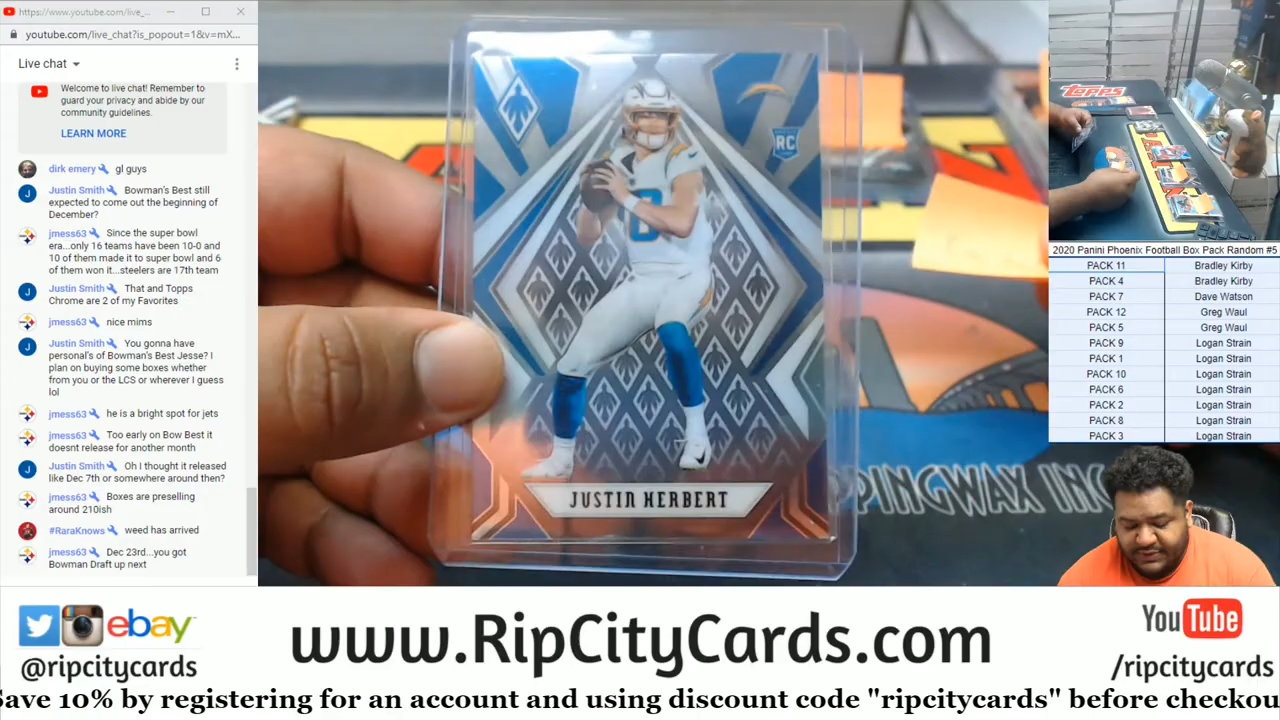 https://www.youtube.com/live_...
youtube.com/live_chat?is_popout=1&v=mX...
Live chat
Welcome to live chat! Remember to
guard your privacy and abide by our
community guidelines.
LEARN MORE
dirk emery gl guys
Justin Smith Bowman's Best still
expected to come out the beginning of
December?
jmess63 Since the super bowl
era...only 16 teams have been 10-0 and
10 of them made it to super bowl and 6
of them won it...steelers are 17th team
Justin Smith That and Topps
Chrome are 2 of my Favorites
jmess63 nice mims
Justin Smith You gonna have
personal's of Bowman's Best Jesse? I
plan on buying some boxes whether
from you or the LCS or wherever I guess
lol
jmess63 he is a bright spot for jets
jmess63 Too early on Bow Best it
doesnt release for another month
Justin Smith Oh I thought it released
like Dec 7th or somewhere around then?
jmess63 Boxes are preselling
around 210ish
#RaraKnows weed has arrived
jmess63 Dec 23rd...you got
Bowman Draft up next
RC
8
JUSTIN HERBERT
PINGWAX INC
Topps
2020 Panini Phoenix Football Box Pack Random #5
PACK 11 Bradley Kirby
PACK 4 Bradley Kirby
PACK 7 Dave Watson
PACK 12 Greg Waul
PACK 5 Greg Waul
PACK 9 Logan Strain
PACK 1 Logan Strain
PACK 10 Logan Strain
PACK 6 Logan Strain
PACK 2 Logan Strain
PACK 8 Logan Strain
PACK 3 Logan Strain
ebay
@ripcitycards
www.RipCityCards.com
YouTube
/ripcitycards
Save 10% by registering for an account and using discount code "ripcitycards" before checkou